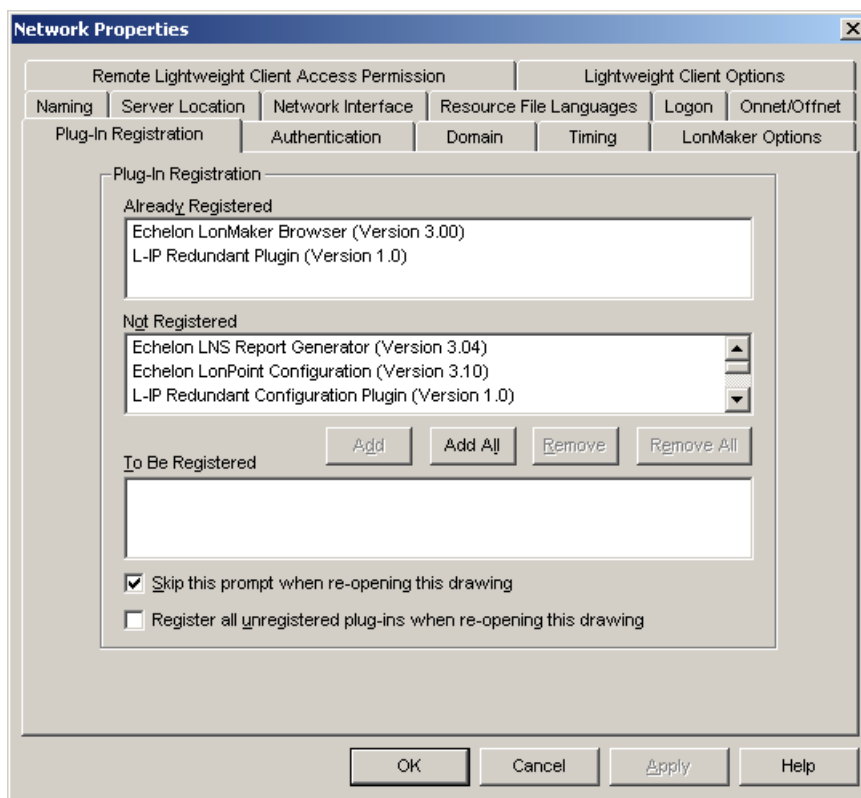 Network Properties
Remote Lightweight Client Access Permission Lightweight Client Options
Naming Server Location Network Interface Resource File Languages Logon Onnet/Offnet
Plug-In Registration Authentication Domain Timing LonMaker Options
Plug-In Registration
Already Registered
Echelon LonMaker Browser (Version 3.00)
L-IP Redundant Plugin (Version 1.0)
Not Registered
Echelon LNS Report Generator (Version 3.04)
Echelon LonPoint Configuration (Version 3.10)
L-IP Redundant Configuration Plugin (Version 1.0)
Add Add All Remove Remove All
To Be Registered
Skip this prompt when re-opening this drawing
Register all unregistered plug-ins when re-opening this drawing
OK Cancel Apply Help